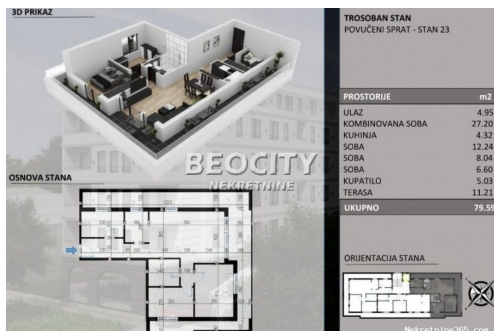 3D PRIKAZ
TROSOBAN STAN
POVUČENI SPRAT - STAN 23
PROSTORIJE m2
ULAZ 4.95
KOMBINOVANA SOBA 27.20
KUHINJA 4.32
SOBA 12.24
SOBA 8.04
SOBA 6.60
KUPATILO 5.03
TERASA 11.21
UKUPNO 79.59
BEOCITY
NEKRETNINE
OSNOVA STANA
ORIJENTACIJA STANA
Nekretnine365.com